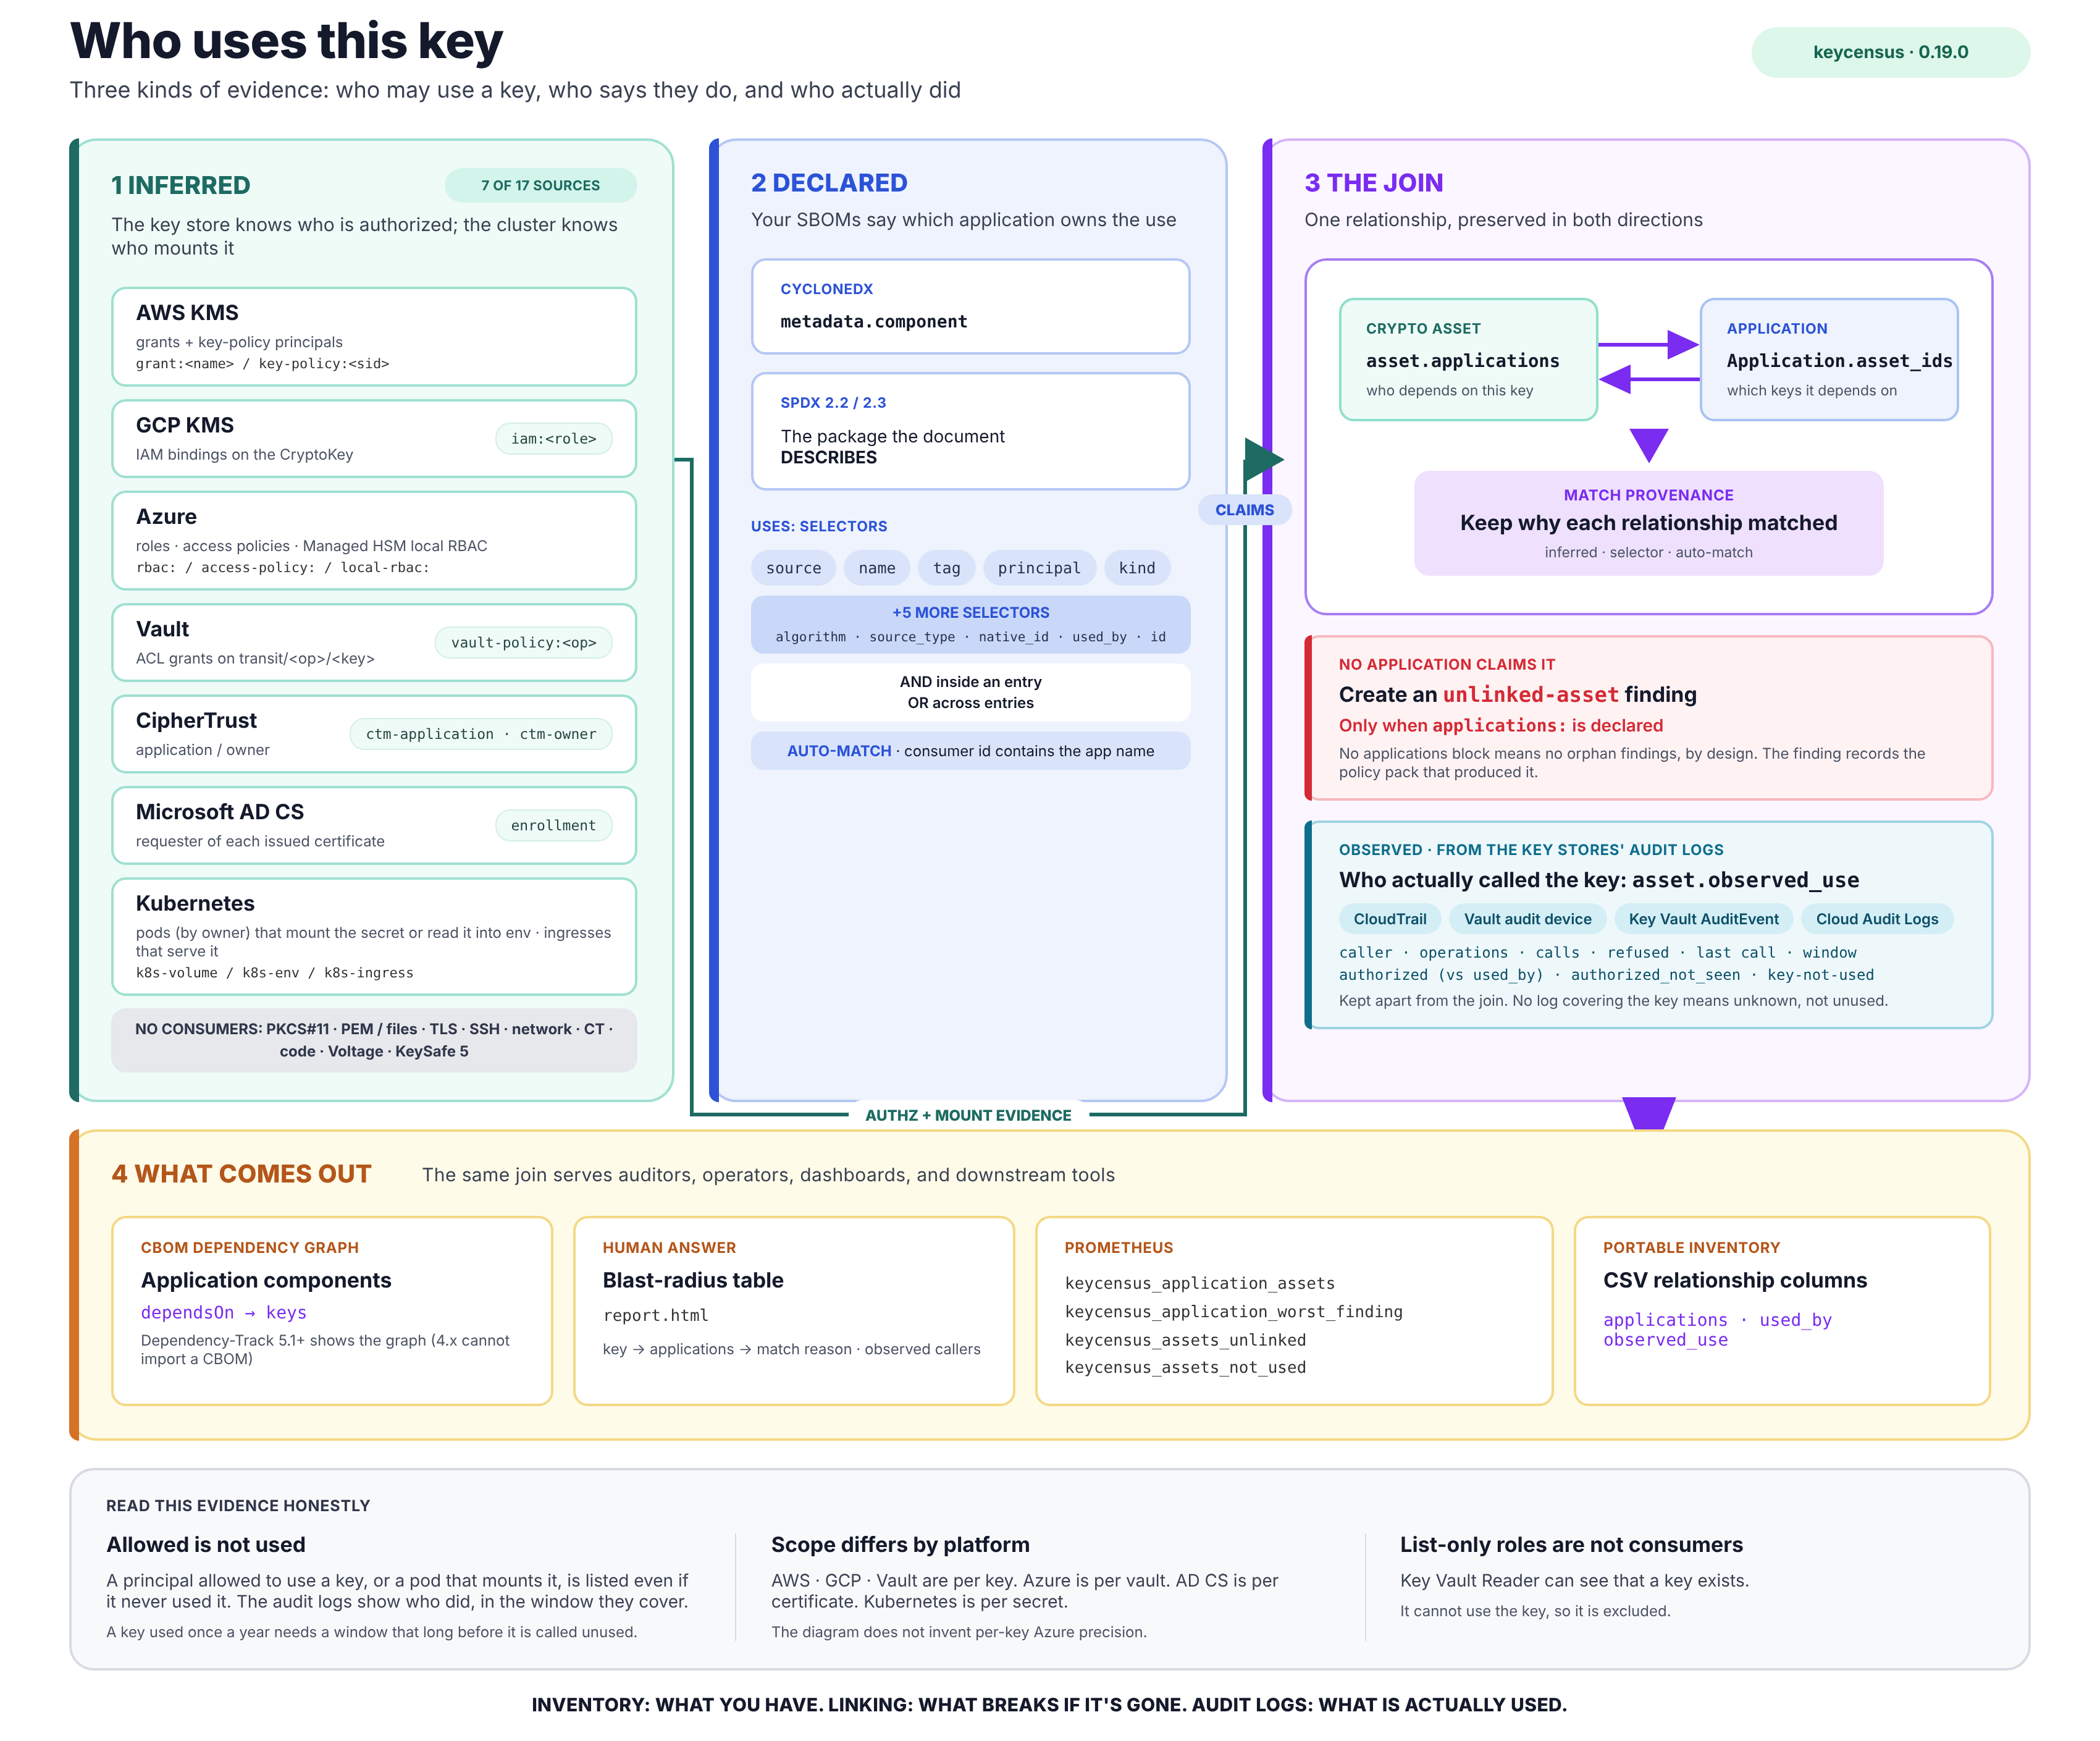 Who uses this key
keycensus · 0.19.0
Three kinds of evidence: who may use a key, who says they do, and who actually did
1 INFERRED
7 OF 17 SOURCES
The key store knows who is authorized; the cluster knows
who mounts it
AWS KMS
grants + key-policy principals
grant:<name> / key-policy:<sid>
GCP KMS
IAM bindings on the CryptoKey
iam:<role>
Azure
roles · access policies · Managed HSM local RBAC
rbac: / access-policy: / local-rbac:
Vault
ACL grants on transit/<op>/<key>
vault-policy:<op>
CipherTrust
application / owner
ctm-application · ctm-owner
Microsoft AD CS
requester of each issued certificate
enrollment
Kubernetes
pods (by owner) that mount the secret or read it into env · ingresses
that serve it
k8s-volume / k8s-env / k8s-ingress
NO CONSUMERS: PKCS#11 · PEM / files · TLS · SSH · network · CT ·
code · Voltage · KeySafe 5
2 DECLARED
Your SBOMs say which application owns the use
CYCLONEDX
metadata.component
SPDX 2.2 / 2.3
The package the document
DESCRIBES
USES: SELECTORS
source name tag principal kind
+5 MORE SELECTORS
algorithm · source_type · native_id · used_by · id
AND inside an entry
OR across entries
AUTO-MATCH · consumer id contains the app name
CLAIMS
AUTHZ + MOUNT EVIDENCE
3 THE JOIN
One relationship, preserved in both directions
CRYPTO ASSET
asset.applications
who depends on this key
APPLICATION
Application.asset_ids
which keys it depends on
MATCH PROVENANCE
Keep why each relationship matched
inferred · selector · auto-match
NO APPLICATION CLAIMS IT
Create an unlinked-asset finding
Only when applications: is declared
No applications block means no orphan findings, by design. The finding records the
policy pack that produced it.
OBSERVED · FROM THE KEY STORES' AUDIT LOGS
Who actually called the key: asset.observed_use
CloudTrail Vault audit device Key Vault AuditEvent Cloud Audit Logs
caller · operations · calls · refused · last call · window
authorized (vs used_by) · authorized_not_seen · key-not-used
Kept apart from the join. No log covering the key means unknown, not unused.
4 WHAT COMES OUT
The same join serves auditors, operators, dashboards, and downstream tools
CBOM DEPENDENCY GRAPH
Application components
dependsOn → keys
Dependency-Track 5.1+ shows the graph (4.x cannot
import a CBOM)
HUMAN ANSWER
Blast-radius table
report.html
key → applications → match reason · observed callers
PROMETHEUS
keycensus_application_assets
keycensus_application_worst_finding
keycensus_assets_unlinked
keycensus_assets_not_used
PORTABLE INVENTORY
CSV relationship columns
applications · used_by
observed_use
READ THIS EVIDENCE HONESTLY
Allowed is not used
A principal allowed to use a key, or a pod that mounts it, is listed even if
it never used it. The audit logs show who did, in the window they cover.
A key used once a year needs a window that long before it is called unused.
Scope differs by platform
AWS · GCP · Vault are per key. Azure is per vault. AD CS is per
certificate. Kubernetes is per secret.
The diagram does not invent per-key Azure precision.
List-only roles are not consumers
Key Vault Reader can see that a key exists.
It cannot use the key, so it is excluded.
INVENTORY: WHAT YOU HAVE. LINKING: WHAT BREAKS IF IT'S GONE. AUDIT LOGS: WHAT IS ACTUALLY USED.